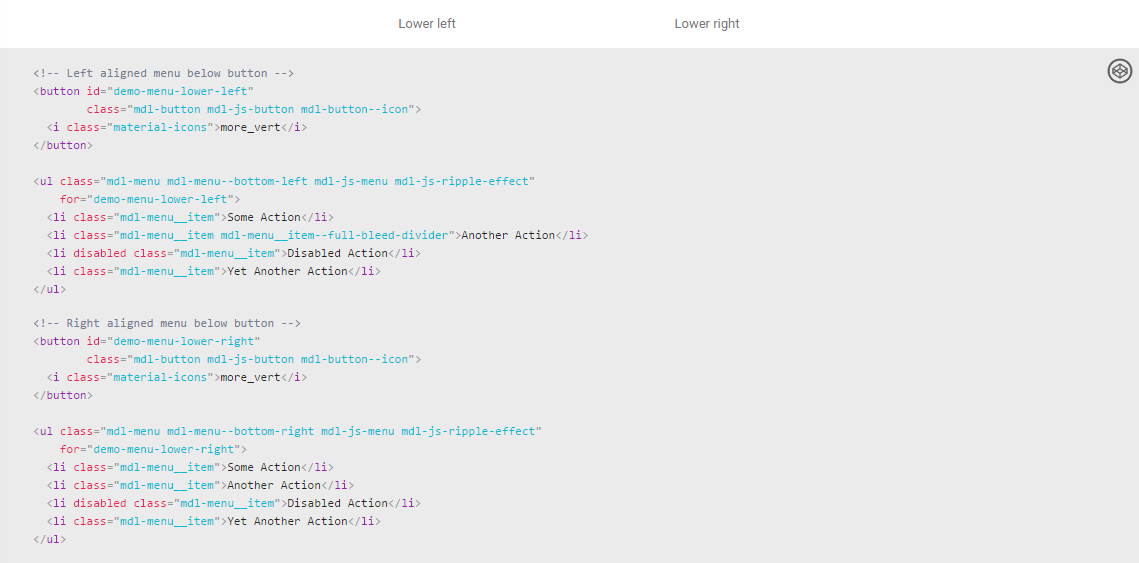 Lower left
Lower right
<!-- Left aligned menu below button -->
<button id="demo-menu-lower-left"
        class="mdl-button mdl-js-button mdl-button--icon">
  <i class="material-icons">more_vert</i>
</button>

<ul class="mdl-menu mdl-menu--bottom-left mdl-js-menu mdl-js-ripple-effect"
    for="demo-menu-lower-left">
  <li class="mdl-menu__item">Some Action</li>
  <li class="mdl-menu__item mdl-menu__item--full-bleed-divider">Another Action</li>
  <li disabled class="mdl-menu__item">Disabled Action</li>
  <li class="mdl-menu__item">Yet Another Action</li>
</ul>

<!-- Right aligned menu below button -->
<button id="demo-menu-lower-right"
        class="mdl-button mdl-js-button mdl-button--icon">
  <i class="material-icons">more_vert</i>
</button>

<ul class="mdl-menu mdl-menu--bottom-right mdl-js-menu mdl-js-ripple-effect"
    for="demo-menu-lower-right">
  <li class="mdl-menu__item">Some Action</li>
  <li class="mdl-menu__item">Another Action</li>
  <li disabled class="mdl-menu__item">Disabled Action</li>
  <li class="mdl-menu__item">Yet Another Action</li>
</ul>